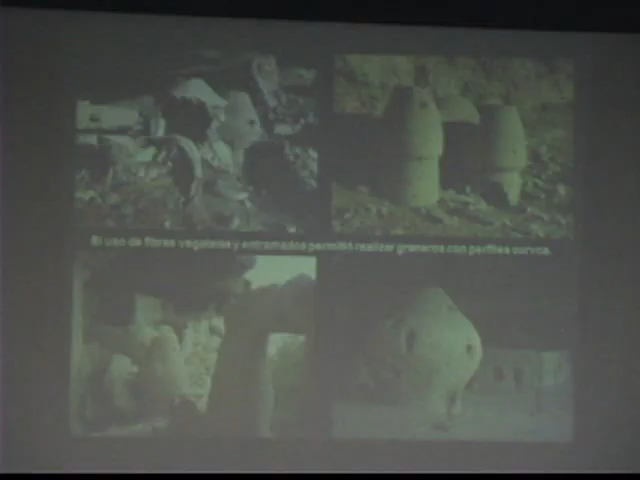 El uso de fibras vegetales y entramados permitió realizar graneros con perfiles curvos.